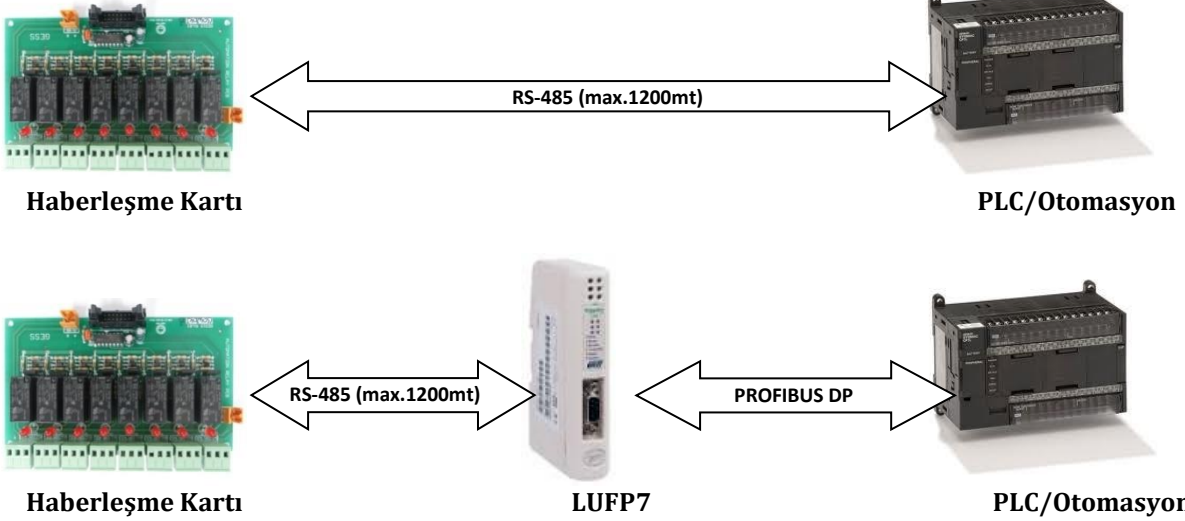 RS-485 (max.1200mt)
Haberleşme Kartı
PLC/Otomasyon
RS-485 (max.1200mt)
PROFIBUS DP
Haberleşme Kartı
LUFP7
PLC/Otomasyon